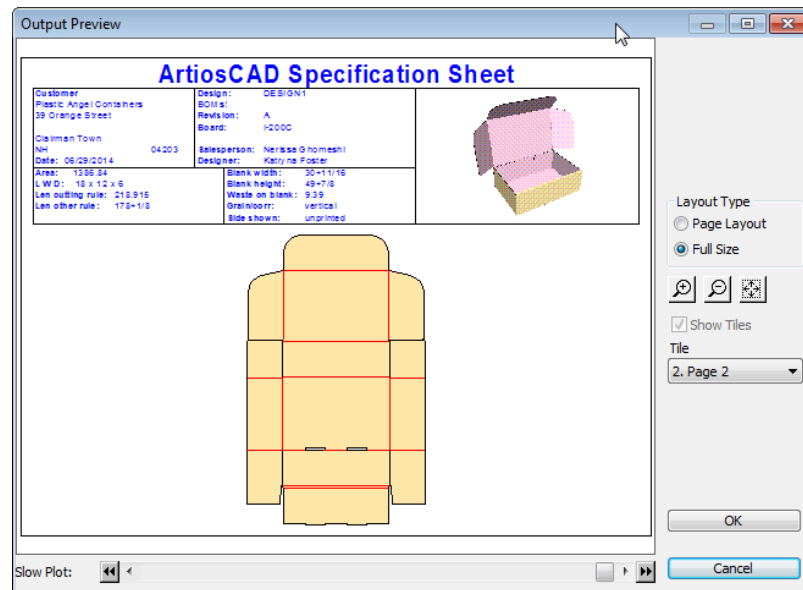 Output Preview
ArtiosCAD Specification Sheet
Customer
Plastic Angel Containers
39 Orange Street
Clairman Town
NH 04203
Date: 06/29/2014
Design: DESIGN1
BOMs!
Revision: A
Board: I-200C
Salesperson: Nerissa Ghomeshi
Designer: Katryna Foster
Area: 1386.84
L W D: 18 x 12 x 6
Len cutting rule: 218.915
Len other rule: 178+1/8
Blank width: 30+11/16
Blank height: 49+7/8
Waste on blank: 9.39
Grain/corr: vertical
Side shown: unprinted
Layout Type
Page Layout
Full Size
Show Tiles
Tile
2. Page 2
OK
Cancel
Slow Plot: